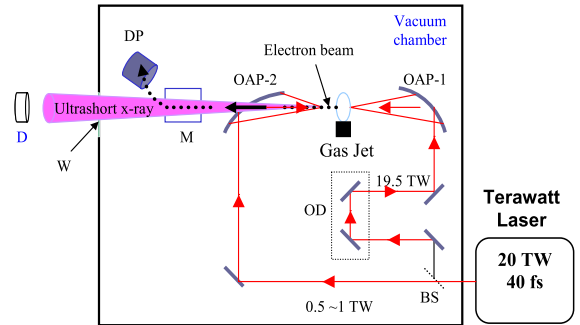 Vacuum
chamber
DP
Electron beam
OAP-2
OAP-1
Ultrashort x-ray
D
M
W
Gas Jet
19.5 TW
OD
Terawatt
Laser
20 TW
40 fs
BS
0.5 ~1 TW